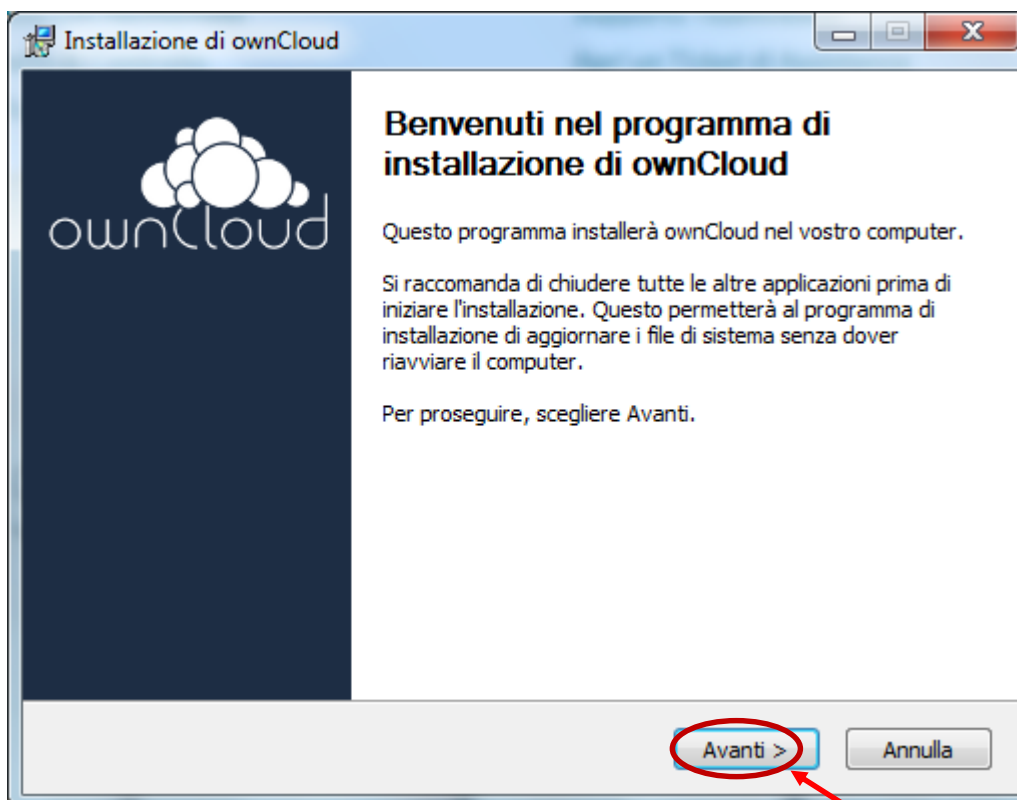 Installazione di ownCloud
ownCloud
Benvenuti nel programma di
installazione di ownCloud
Questo programma installerà ownCloud nel vostro computer.
Si raccomanda di chiudere tutte le altre applicazioni prima di
iniziare l'installazione. Questo permetterà al programma di
installazione di aggiornare i file di sistema senza dover
riavviare il computer.
Per proseguire, scegliere Avanti.
Avanti >
Annulla